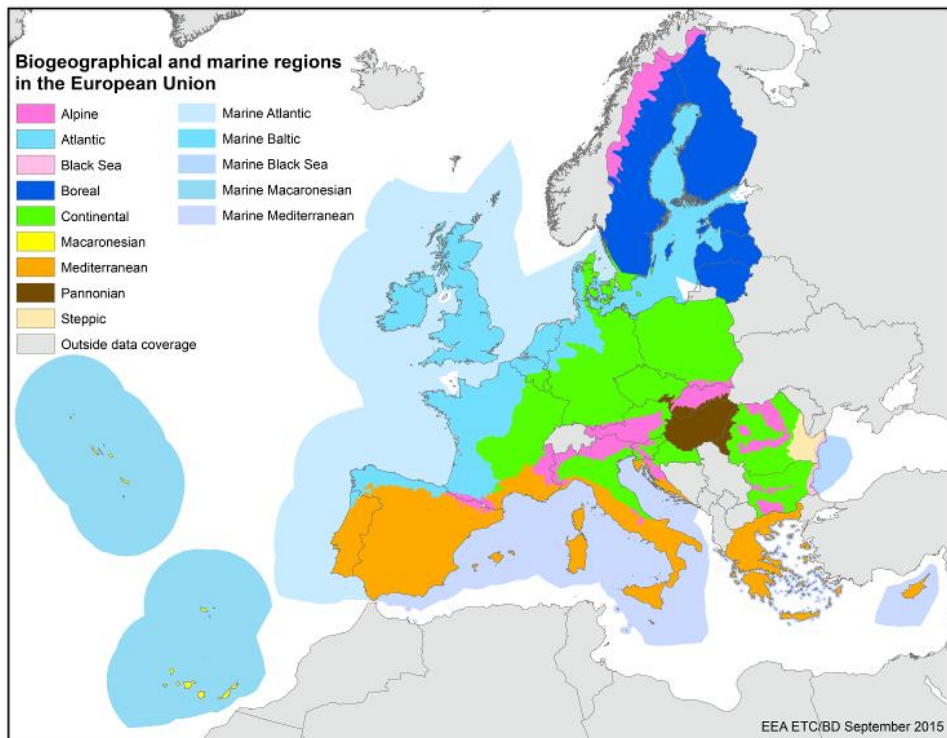 Biogeographical and marine regions
in the European Union
Alpine
Atlantic
Black Sea
Boreal
Continental
Macaronesian
Mediterranean
Pannonian
Steppic
Outside data coverage
Marine Atlantic
Marine Baltic
Marine Black Sea
Marine Macaronesian
Marine Mediterranean
EEA ETC/BD September 2015